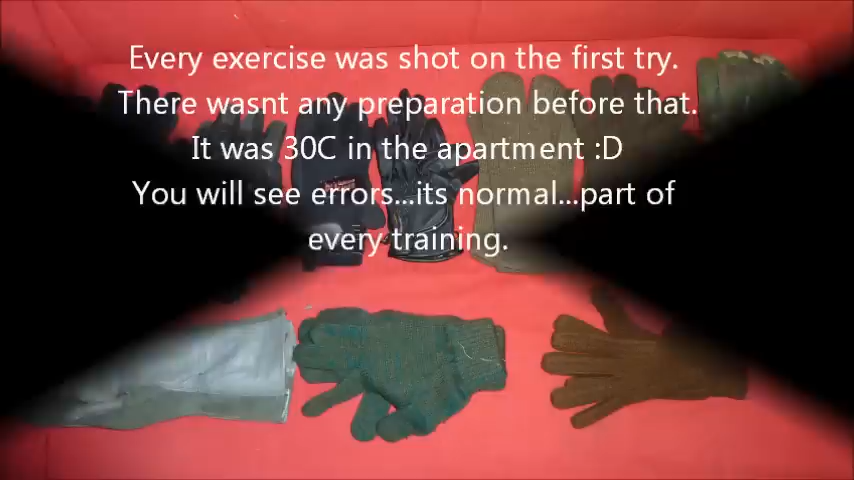 Every exercise was shot on the first try.
There wasnt any preparation before that.
It was 30C in the apartment :D
You will see errors...its normal...part of
every training.